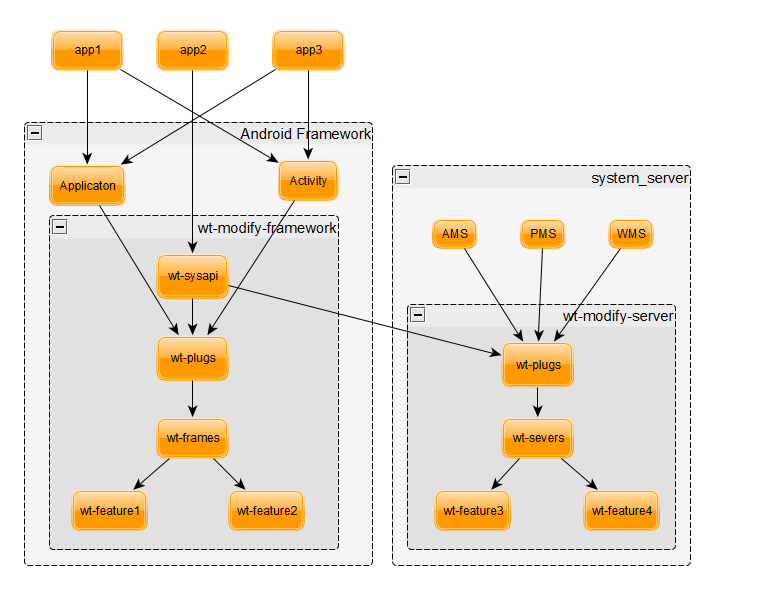 app1
app2
app3
Android Framework
Applicaton
Activity
system_server
wt-modify-framework
AMS
PMS
WMS
wt-sysapi
wt-modify-server
wt-plugs
wt-plugs
wt-frames
wt-severs
wt-feature1
wt-feature2
wt-feature3
wt-feature4